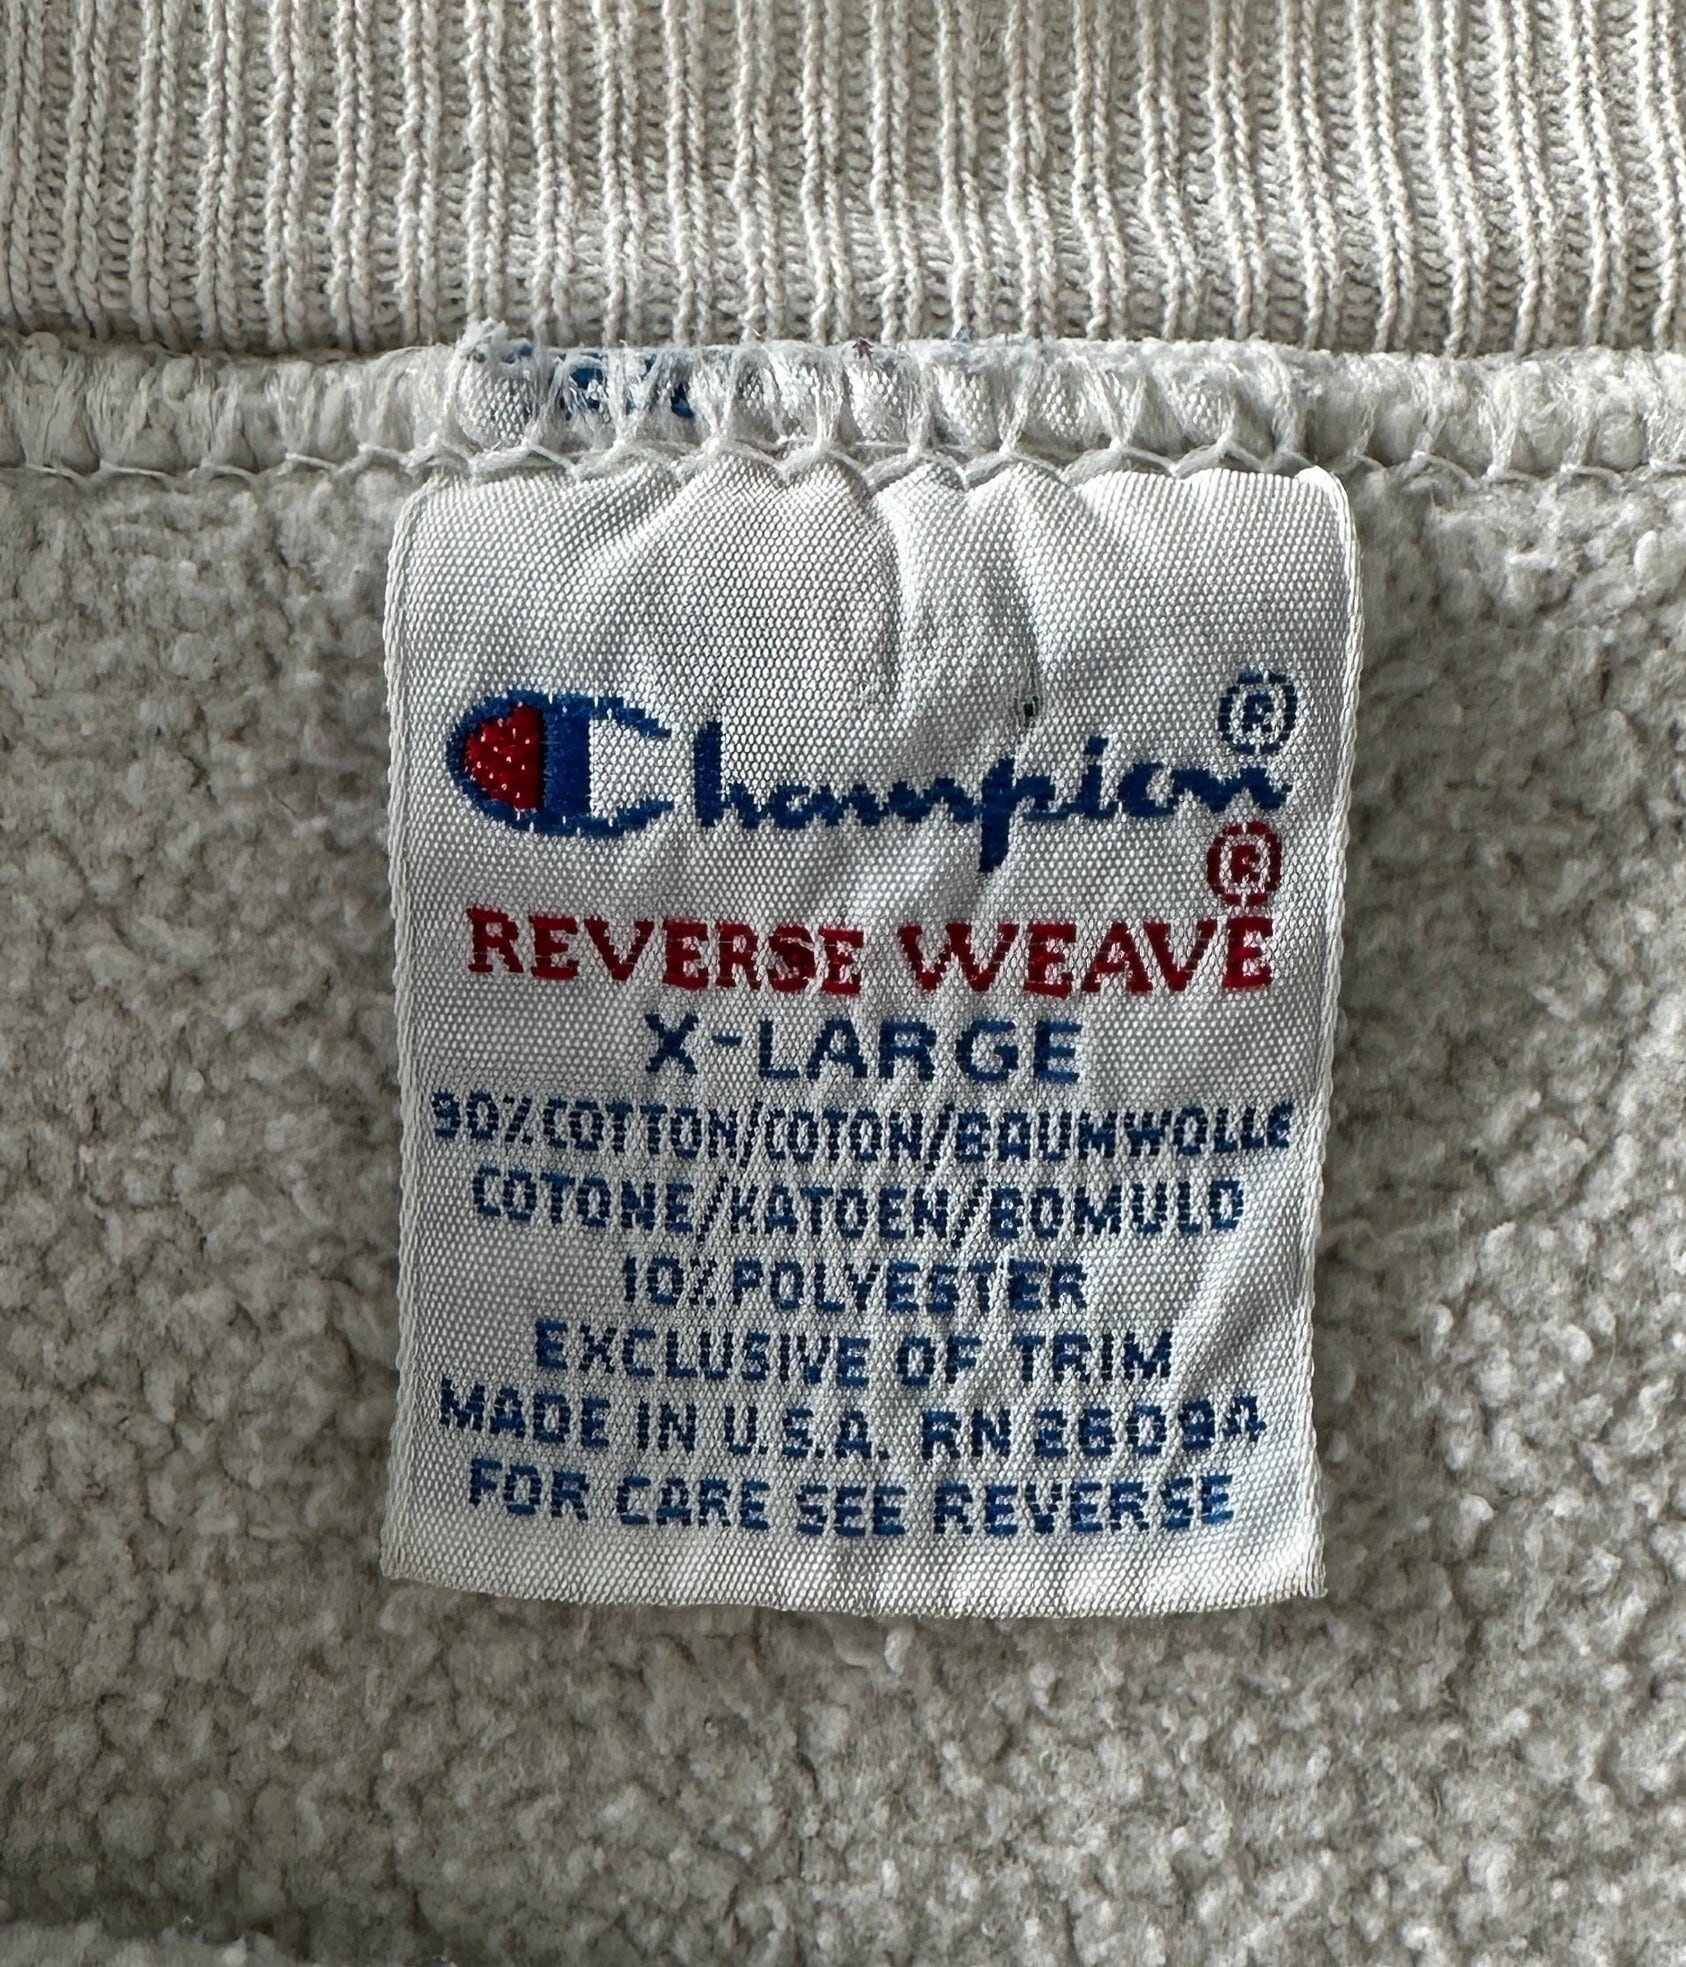 Champion®
®
REVERSE WEAVE
X-LARGE
90% COTTON/COTON/BAUMWOLLE
COTONE/KATOEN/BOMULD
10% POLYESTER
EXCLUSIVE OF TRIM
MADE IN U.S.A. RN 26094
FOR CARE SEE REVERSE